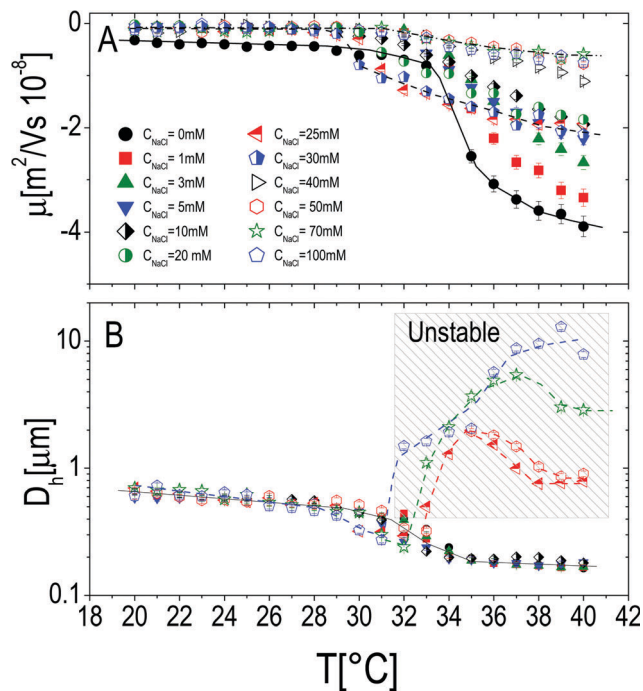 A
0
-2
-4
μ[m²/Vs 10⁻⁸]
C_NaCl = 0mM
C_NaCl = 1mM
C_NaCl = 3mM
C_NaCl = 5mM
C_NaCl = 10mM
C_NaCl = 20 mM
C_NaCl = 25mM
C_NaCl = 30mM
C_NaCl = 40mM
C_NaCl = 50mM
C_NaCl = 70mM
C_NaCl = 100mM
B
Unstable
10
1
0.1
D_h[μm]
18 20 22 24 26 28 30 32 34 36 38 40 42
T[°C]